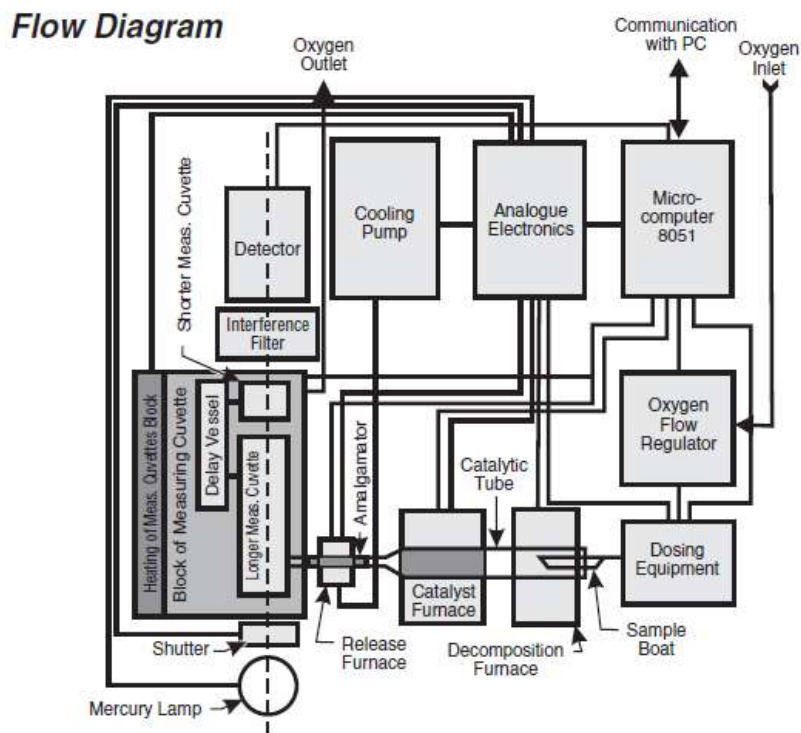 Flow Diagram
Oxygen
Outlet
Communication
with PC
Oxygen
Inlet
Shorter Meas. Cuvette
Detector
Cooling
Pump
Analogue
Electronics
Micro-
computer
8051
Interference
Filter
Heating of Meas. Quvettes Block
Block of Measuring Cuvette
Delay Vessel
Longer Meas. Cuvette
Amalgamator
Catalytic
Tube
Oxygen
Flow
Regulator
Catalyst
Furnace
Dosing
Equipment
Shutter
Release
Furnace
Decomposition
Furnace
Sample
Boat
Mercury Lamp